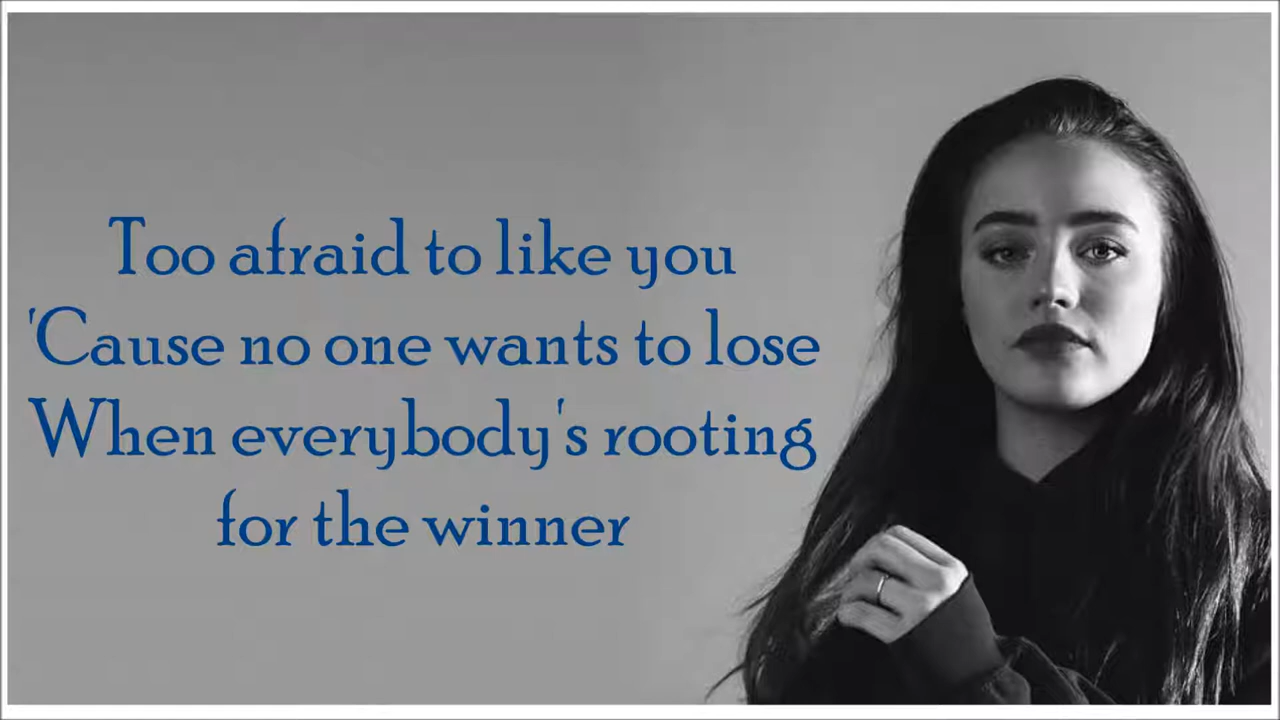 Too afraid to like you
'Cause no one wants to lose
When everybody's rooting
for the winner